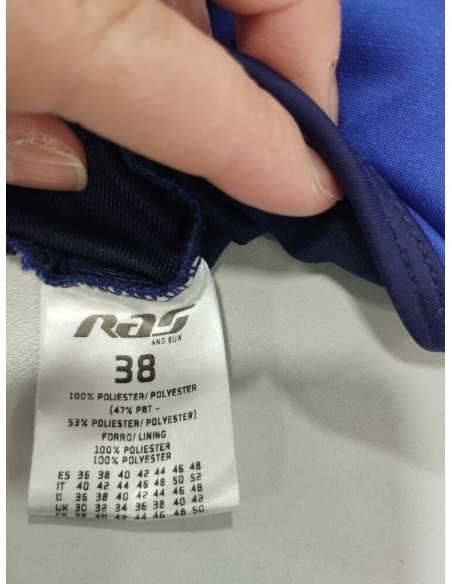 Ras
AND SUN
38
100% POLIESTER/ POLYESTER
(47% PBT -
53% POLIESTER/ POLYESTER)
FORRO/ LINING
100% POLIESTER
100% POLYESTER
ES 36 38 40 42 44 46 48
IT 40 42 44 46 48 50 52
D 36 38 40 42 44 46 48
UK 30 32 34 36 38 40 42